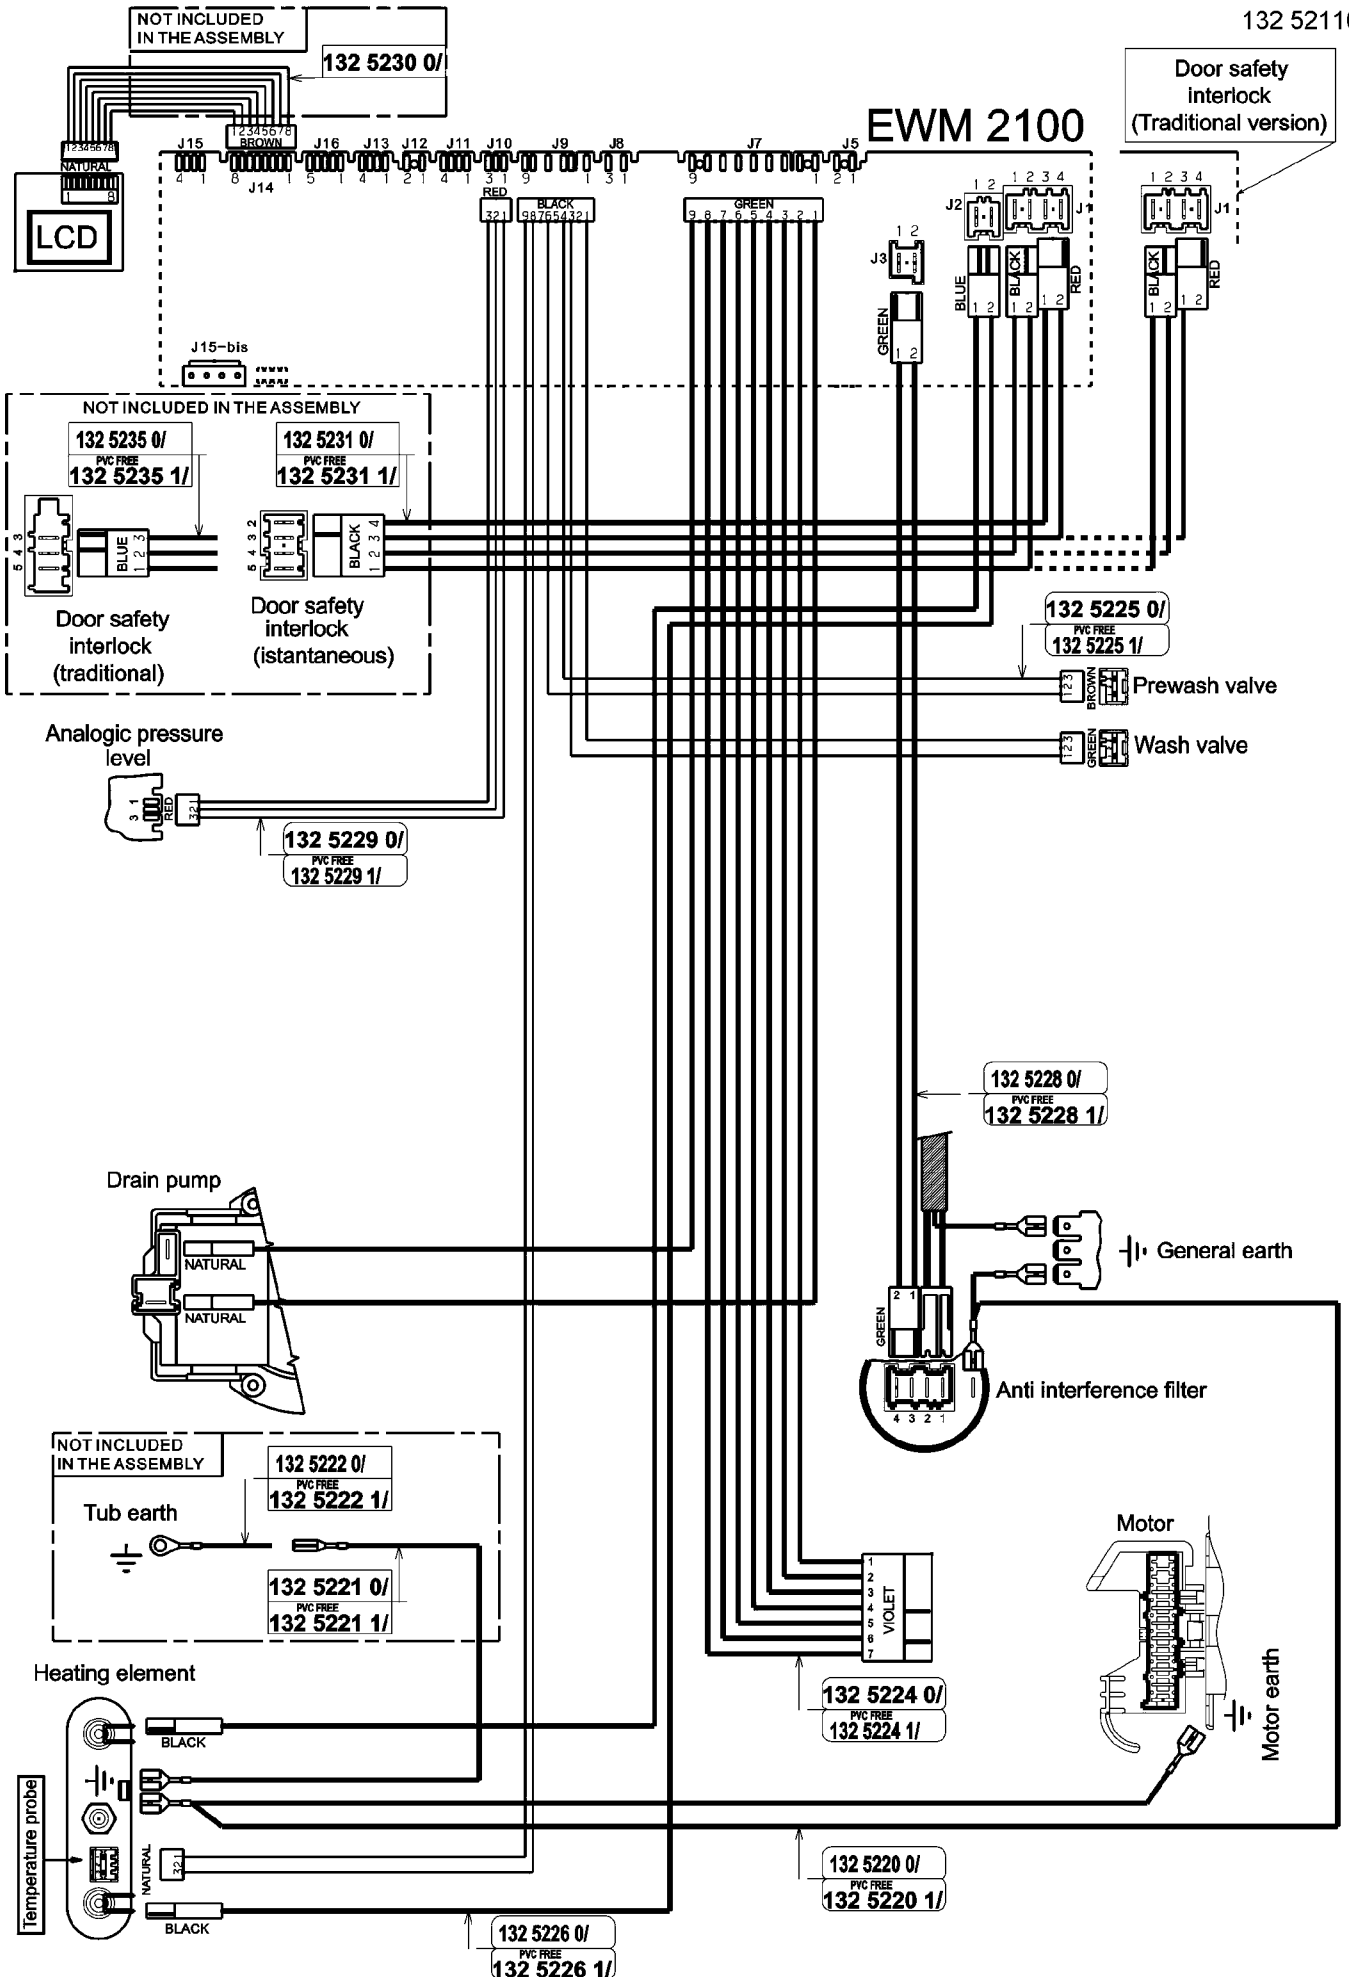 132 52110
NOT INCLUDED
IN THE ASSEMBLY
132 5230 0/
Door safety
interlock
(Traditional version)
EWM 2100
12345678
BROWN
12345678
NATURAL
1 8
LCD
J15
4 1
J14
8 1
J16
5 1
J13
4 1
J12
2 1
J11
4 1
J10
3 1
J9
9 1
J8
3 1
J7
9 1
J5
2 1
RED
321
BLACK
987654321
GREEN
9 8 7 6 5 4 3 2 1
1 2
J3
GREEN
1 2
1 2
J2
BLUE
1 2
1 2 3 4
J1
BLACK
1 2
RED
1 2
1 2 3 4
J1
BLACK
1 2
RED
1 2
J15-bis
NOT INCLUDED IN THE ASSEMBLY
132 5235 0/
PVC FREE
132 5235 1/
132 5231 0/
PVC FREE
132 5231 1/
3
4
5
BLUE
3
2
1
2
3
4
5
BLACK
4
3
2
1
Door safety
interlock
(traditional)
Door safety
interlock
(istantaneous)
132 5225 0/
PVC FREE
132 5225 1/
123
BROWN
Prewash valve
123
GREEN
Wash valve
Analogic pressure
level
3 1
RED
321
132 5229 0/
PVC FREE
132 5229 1/
132 5228 0/
PVC FREE
132 5228 1/
Drain pump
NATURAL
NATURAL
General earth
GREEN
2 1
Anti interference filter
4 3 2 1
NOT INCLUDED
IN THE ASSEMBLY
132 5222 0/
PVC FREE
132 5222 1/
Tub earth
132 5221 0/
PVC FREE
132 5221 1/
Motor
Motor earth
1
2
3
4
5
6
7
VIOLET
132 5224 0/
PVC FREE
132 5224 1/
Heating element
BLACK
Temperature probe
NATURAL
321
BLACK
132 5220 0/
PVC FREE
132 5220 1/
132 5226 0/
PVC FREE
132 5226 1/